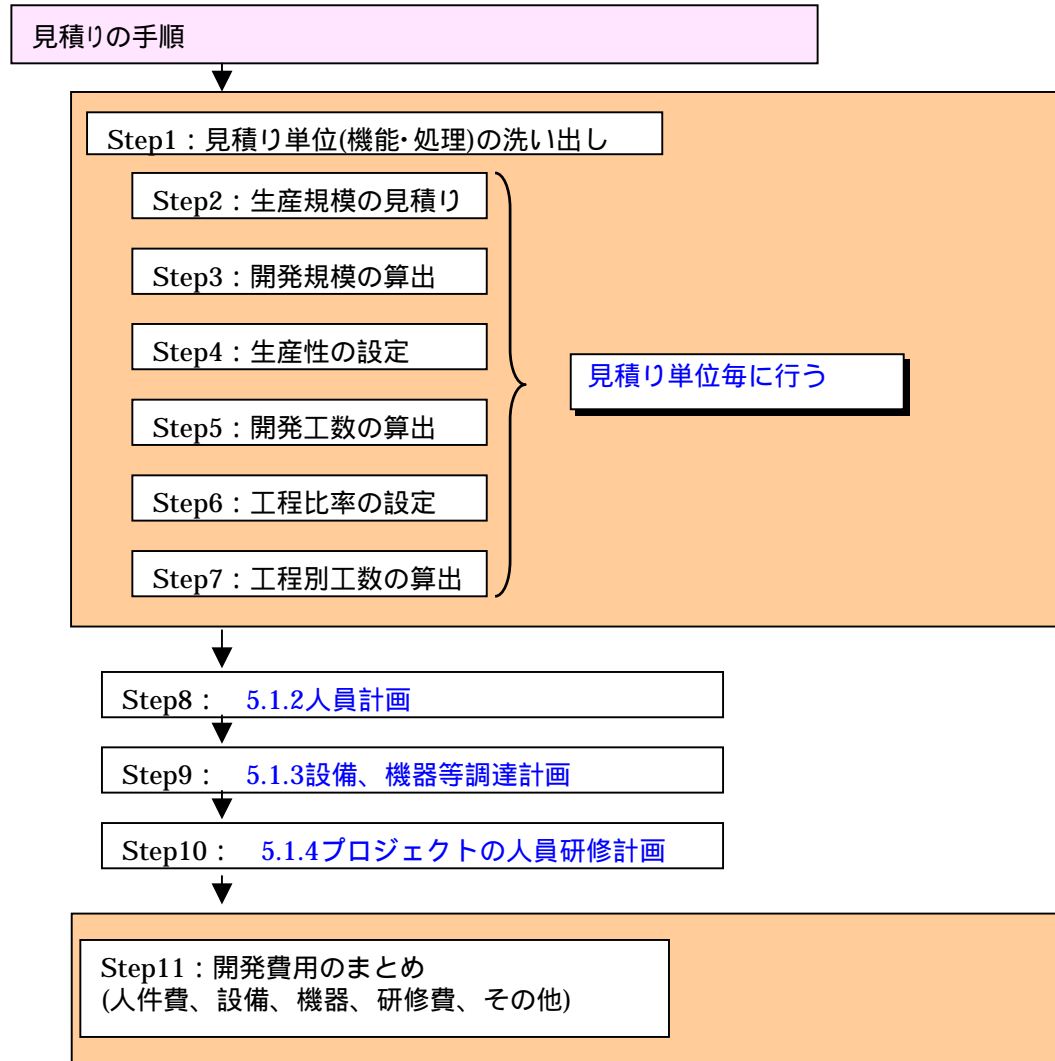 見積りの手順
Step1：見積り単位(機能･処理)の洗い出し
Step2：生産規模の見積り
Step3：開発規模の算出
Step4：生産性の設定
見積り単位毎に行う
Step5：開発工数の算出
Step6：工程比率の設定
Step7：工程別工数の算出
Step8： 5.1.2人員計画
Step9： 5.1.3設備、機器等調達計画
Step10： 5.1.4プロジェクトの人員研修計画
Step11：開発費用のまとめ
(人件費、設備、機器、研修費、その他)